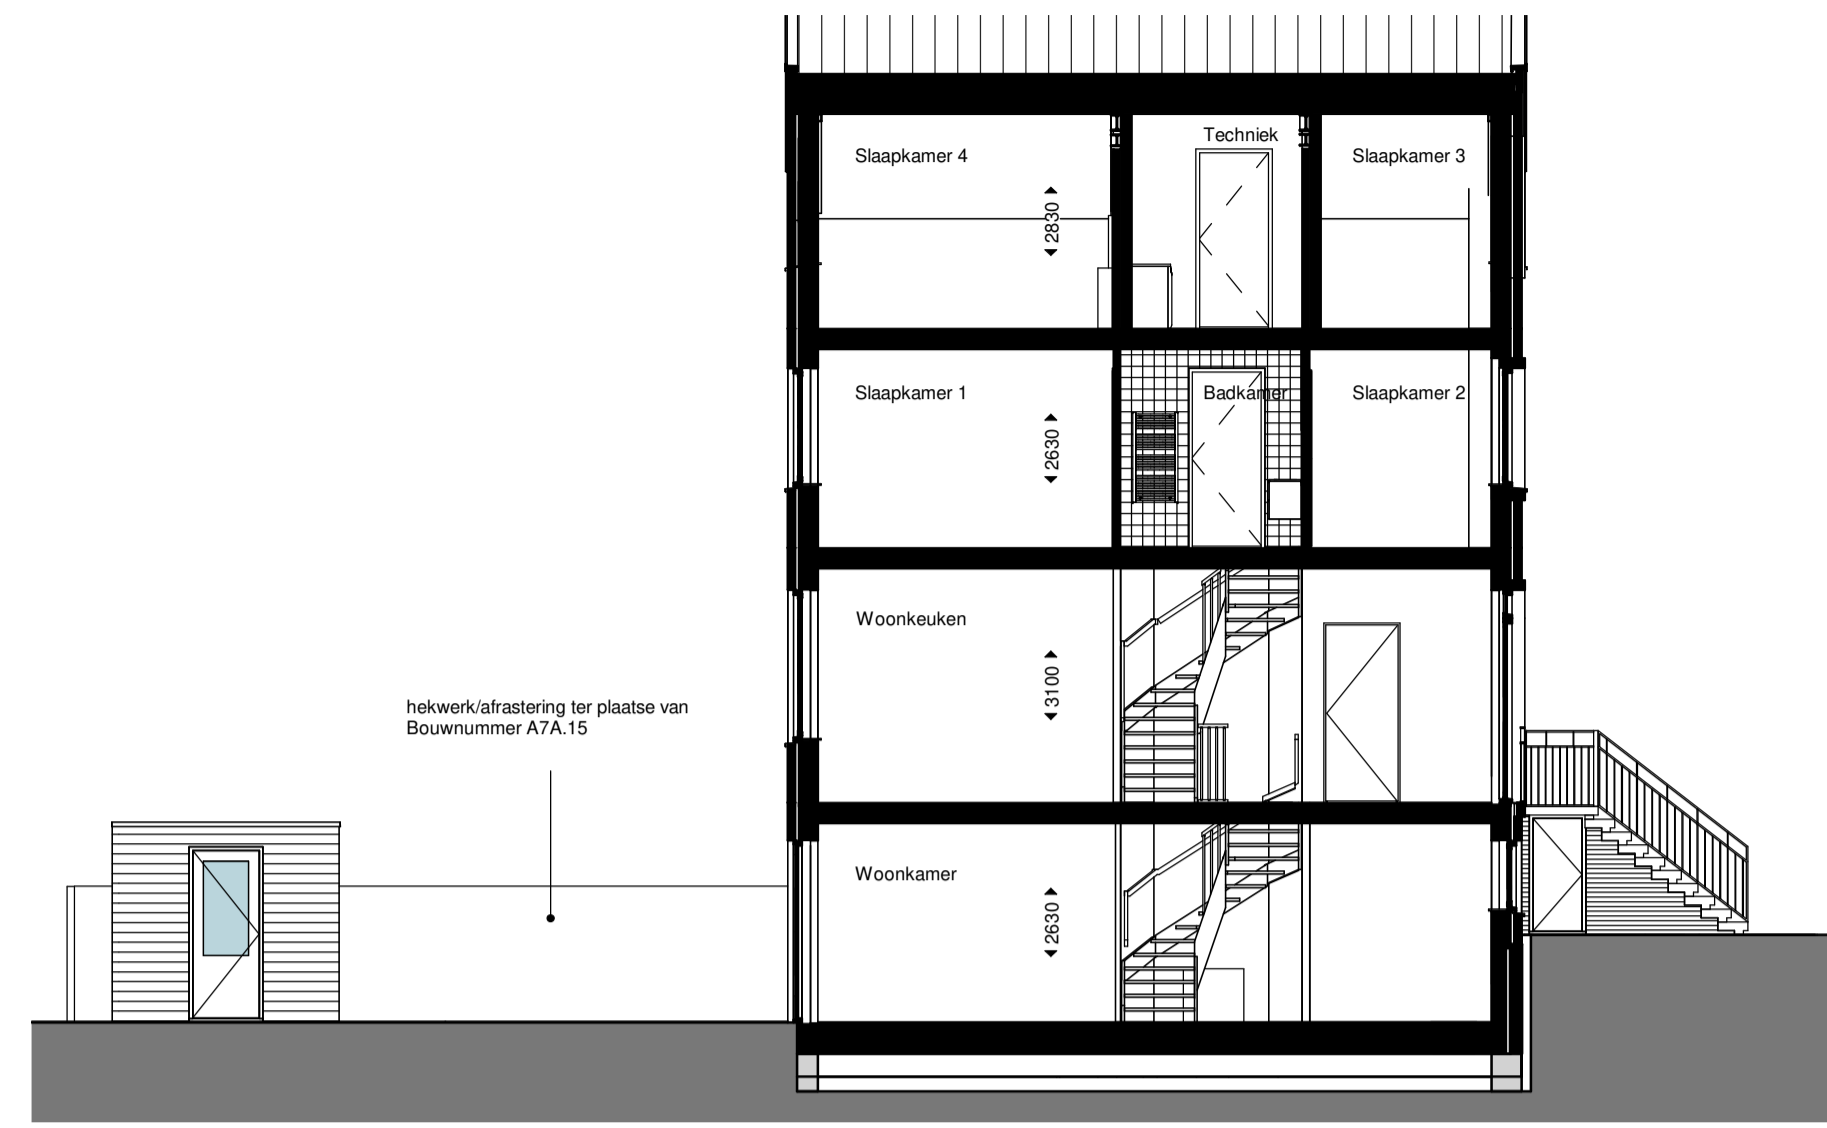 Techniek
Slaapkamer 4
Slaapkamer 3
2830
Slaapkamer 1
Badkamer
Slaapkamer 2
2630
Woonkeuken
3100
hekwerk/afrastering ter plaatse van
Bouwnummer A7A.15
Woonkamer
2630